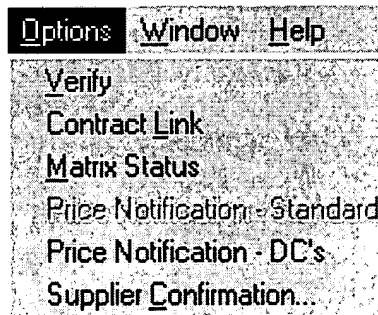 Options Window Help
Verify
Contract Link
Matrix Status
Price Notification - Standard
Price Notification - DC's
Supplier Confirmation...